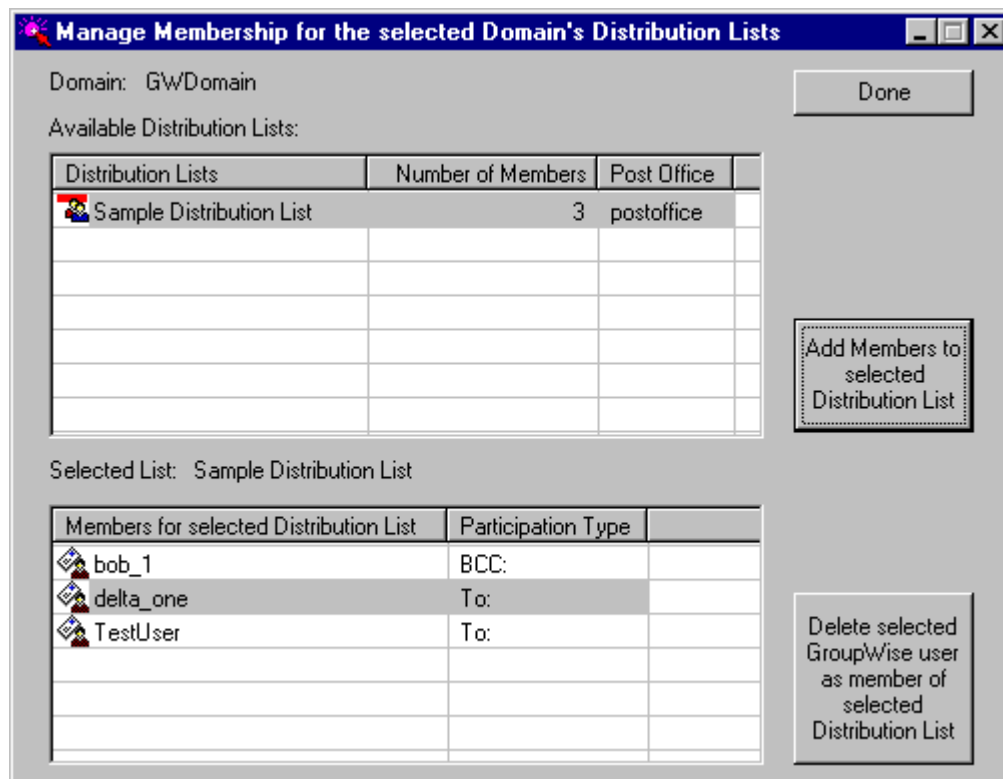 Manage Membership for the selected Domain's Distribution Lists
Domain: GWDomain
Done
Available Distribution Lists:
Distribution Lists Number of Members Post Office
Sample Distribution List 3 postoffice
Add Members to
selected
Distribution List
Selected List: Sample Distribution List
Members for selected Distribution List Participation Type
bob_1 BCC:
delta_one To:
TestUser To:
Delete selected
GroupWise user
as member of
selected
Distribution List